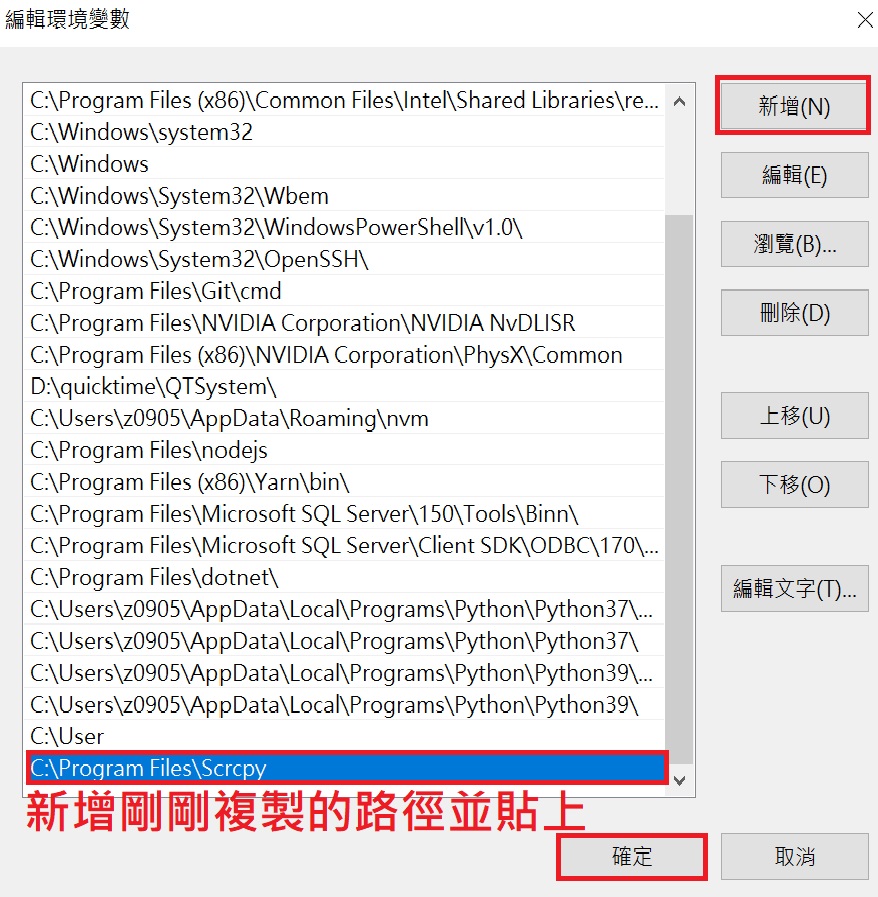 編輯環境變數
C:\Program Files (x86)\Common Files\Intel\Shared Libraries\re...
C:\Windows\system32
C:\Windows
C:\Windows\System32\Wbem
C:\Windows\System32\WindowsPowerShell\v1.0\
C:\Windows\System32\OpenSSH\
C:\Program Files\Git\cmd
C:\Program Files\NVIDIA Corporation\NVIDIA NvDLISR
C:\Program Files (x86)\NVIDIA Corporation\PhysX\Common
D:\quicktime\QTSystem\
C:\Users\z0905\AppData\Roaming\nvm
C:\Program Files\nodejs
C:\Program Files (x86)\Yarn\bin\
C:\Program Files\Microsoft SQL Server\150\Tools\Binn\
C:\Program Files\Microsoft SQL Server\Client SDK\ODBC\170\...
C:\Program Files\dotnet\
C:\Users\z0905\AppData\Local\Programs\Python\Python37\...
C:\Users\z0905\AppData\Local\Programs\Python\Python37\
C:\Users\z0905\AppData\Local\Programs\Python\Python39\...
C:\Users\z0905\AppData\Local\Programs\Python\Python39\
C:\User
C:\Program Files\Scrcpy
新增剛剛複製的路徑並貼上
新增(N)
編輯(E)
瀏覽(B)...
刪除(D)
上移(U)
下移(O)
編輯文字(T)...
確定
取消